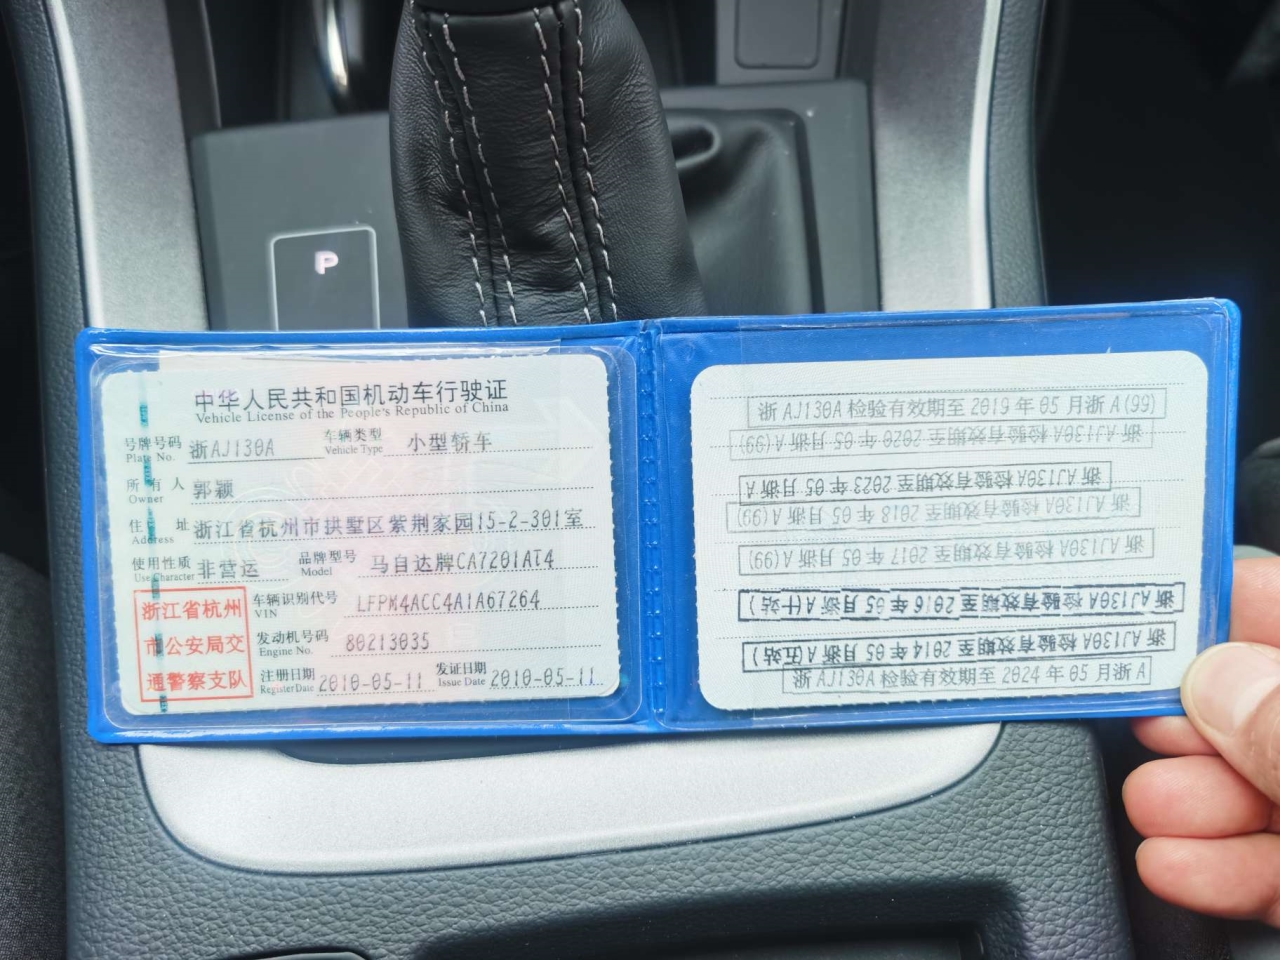 P
中华人民共和国机动车行驶证
Vehicle License of the People's Republic of China
号牌号码 浙AJ130A 车辆类型 小型轿车
Plate No. Vehicle Type
所有人 郭颖
Owner
住址 浙江省杭州市拱墅区紫荆家园15-2-301室
Address
使用性质 非营运 品牌型号 马自达牌CA7201AT4
Use Character Model
浙江省杭州
市公安局交
通警察支队
车辆识别代号 LFPM4ACC4A1A67264
VIN
发动机号码 80213035
Engine No.
注册日期 2010-05-11 发证日期 2010-05-11
Register Date Issue Date
浙AJ130A检验有效期至2019年05月浙A(99)
浙AJ130A检验有效期至2020年05月浙A(99)
浙AJ130A检验有效期至2023年05月浙A
浙AJ130A检验有效期至2018年05月浙A(99)
浙AJ130A检验有效期至2017年05月浙A(99)
浙AJ130A检验有效期至2016年05月浙A(什站)
浙AJ130A检验有效期至2014年05月浙A(伍站)
浙AJ130A检验有效期至2024年05月浙A